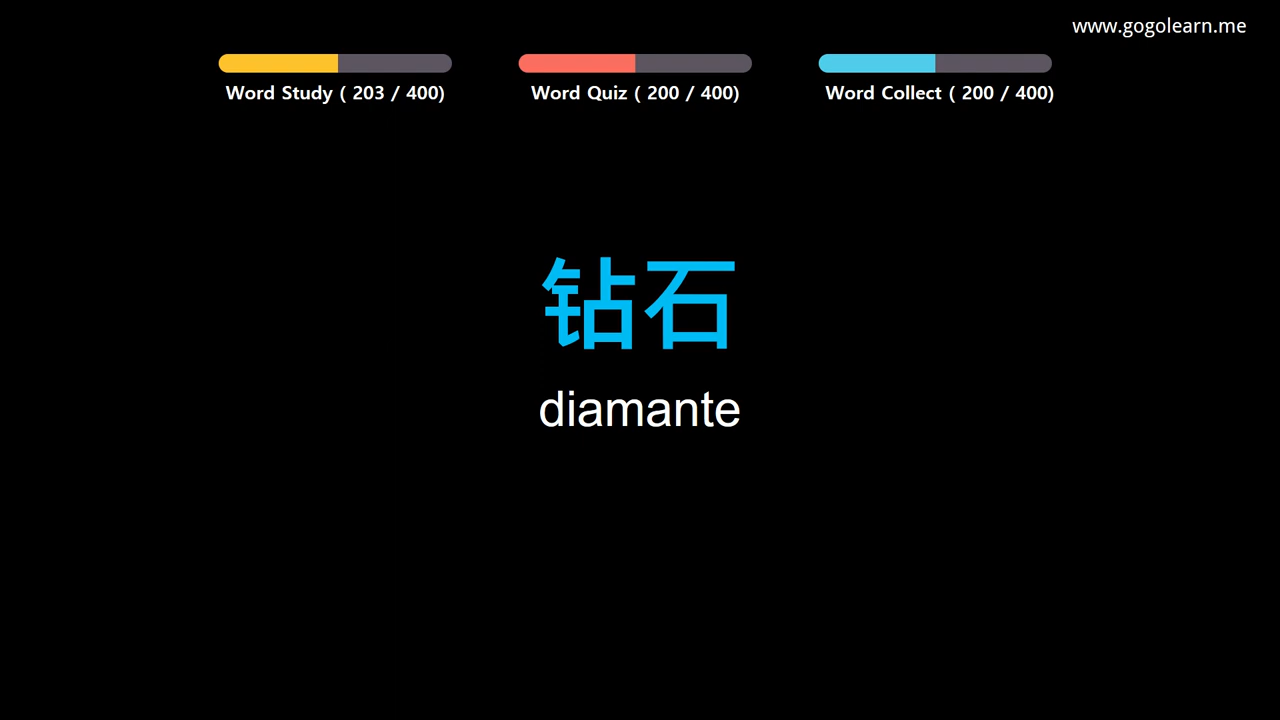 www.gogolearn.me
Word Study ( 203 / 400) Word Quiz ( 200 / 400) Word Collect ( 200 / 400)
钻石
diamante